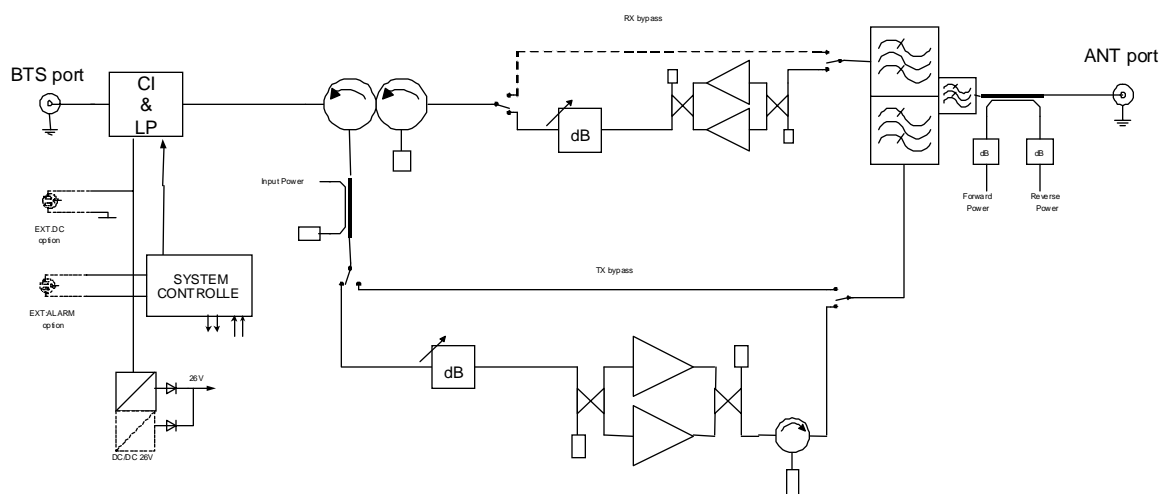 RX bypass
ANT port
BTS port
CI
&
LP
dB
dB
dB
Input Power
Forward
Power
Reverse
Power
EXT.DC
option
SYSTEM
CONTROLLE
TX bypass
EXT:ALARM
option
dB
26V
DC/DC 26V